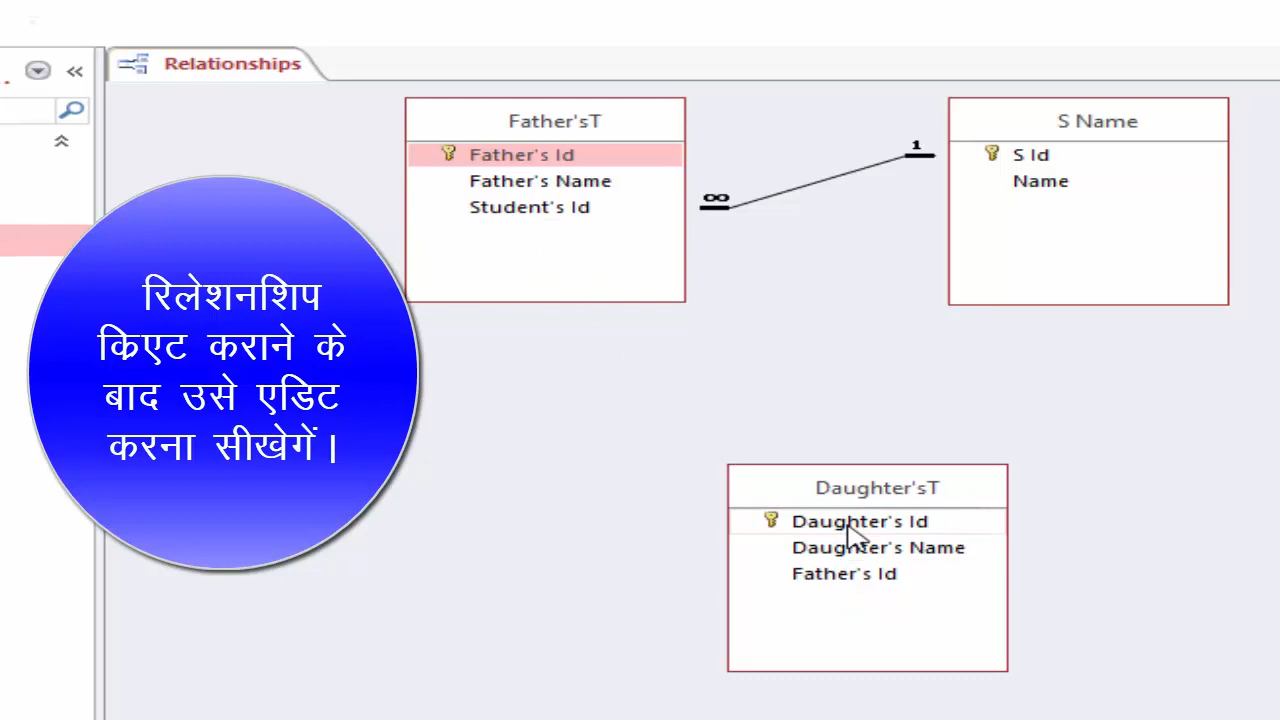 Relationships
Father'sT
Father's Id
Father's Name
Student's Id
1
∞
S Name
S Id
Name
रिलेशनशिप
क्रिएट कराने के
बाद उसे एडिट
करना सीखेगें।
Daughter'sT
Daughter's Id
Daughter's Name
Father's Id